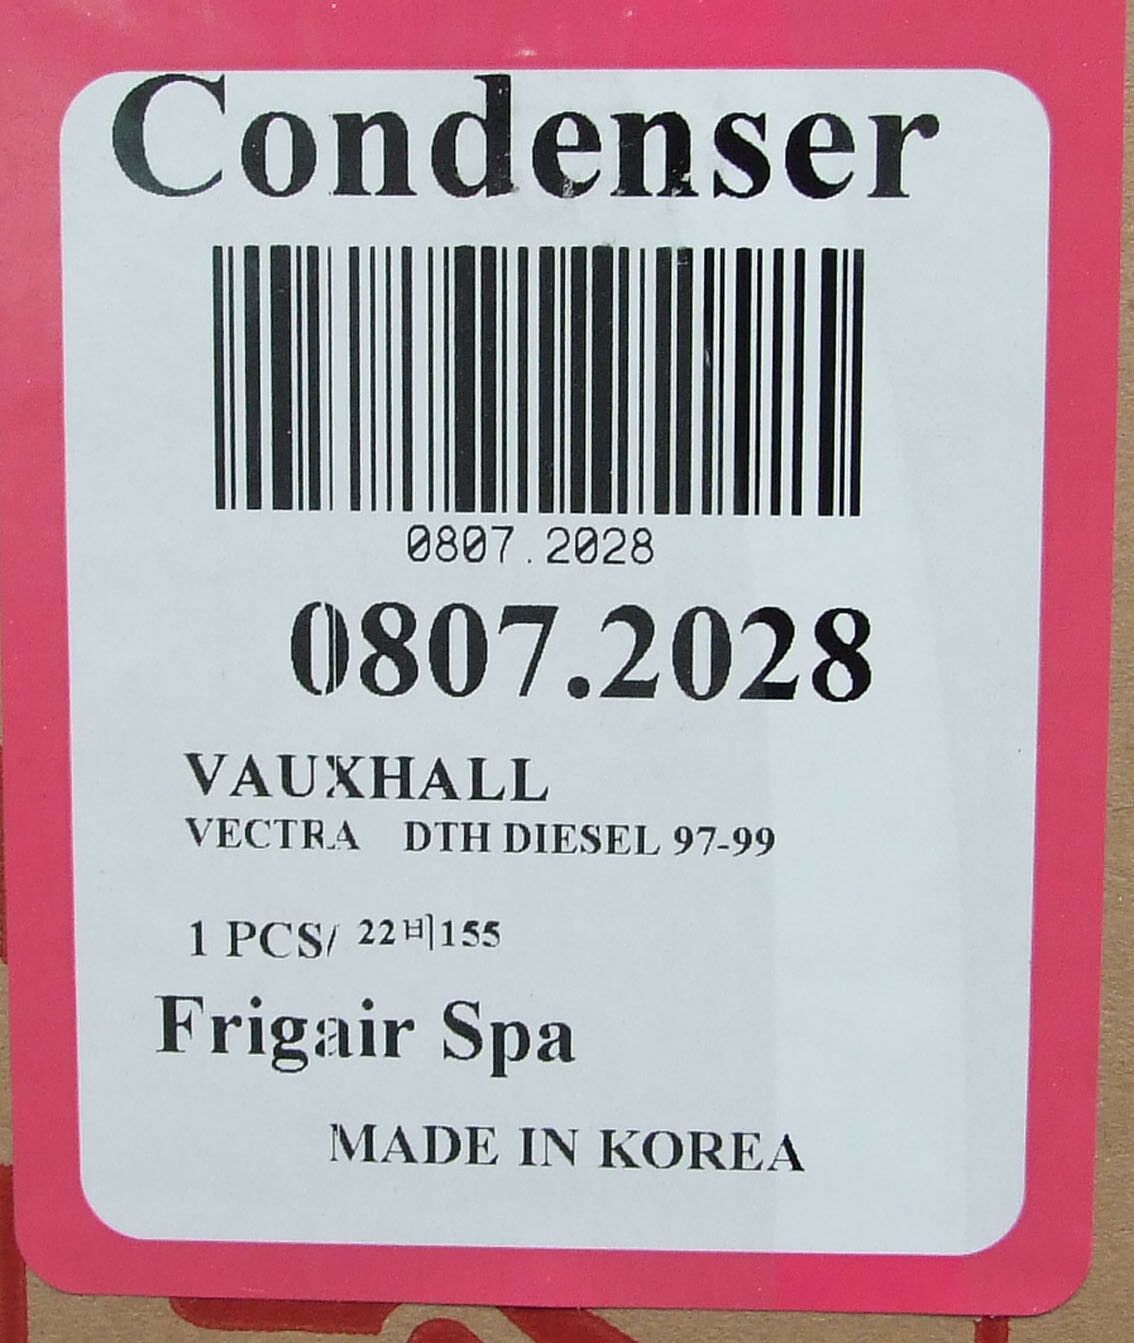 Condenser
0807.2028
0807.2028
VAUXHALL
VECTRA DTH DIESEL 97-99
1 PCS/ 22비155
Frigair Spa
MADE IN KOREA